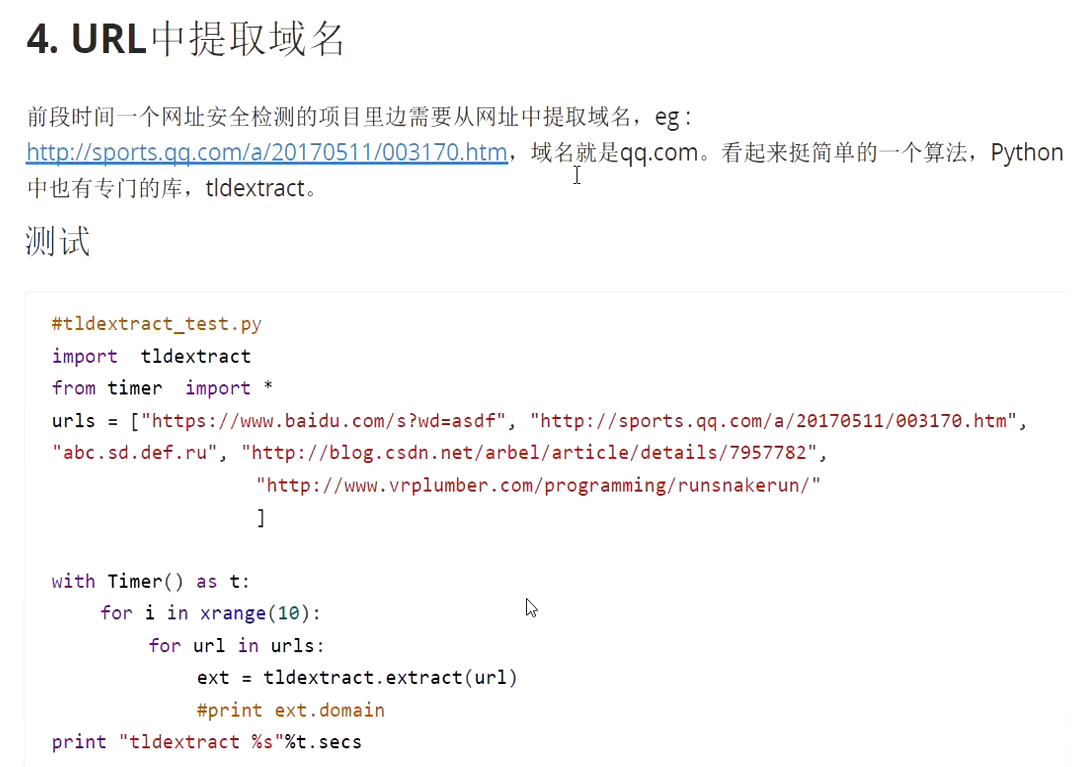 4. URL中提取域名
前段时间一个网址安全检测的项目里边需要从网址中提取域名，eg：
http://sports.qq.com/a/20170511/003170.htm，域名就是qq.com。看起来挺简单的一个算法，Python
中也有专门的库，tldextract。
测试
#tldextract_test.py
import  tldextract
from timer  import *
urls = ["https://www.baidu.com/s?wd=asdf", "http://sports.qq.com/a/20170511/003170.htm",
"abc.sd.def.ru", "http://blog.csdn.net/arbel/article/details/7957782",
"http://www.vrplumber.com/programming/runsnakerun/"
]
with Timer() as t:
for i in xrange(10):
for url in urls:
ext = tldextract.extract(url)
#print ext.domain
print "tldextract %s"%t.secs